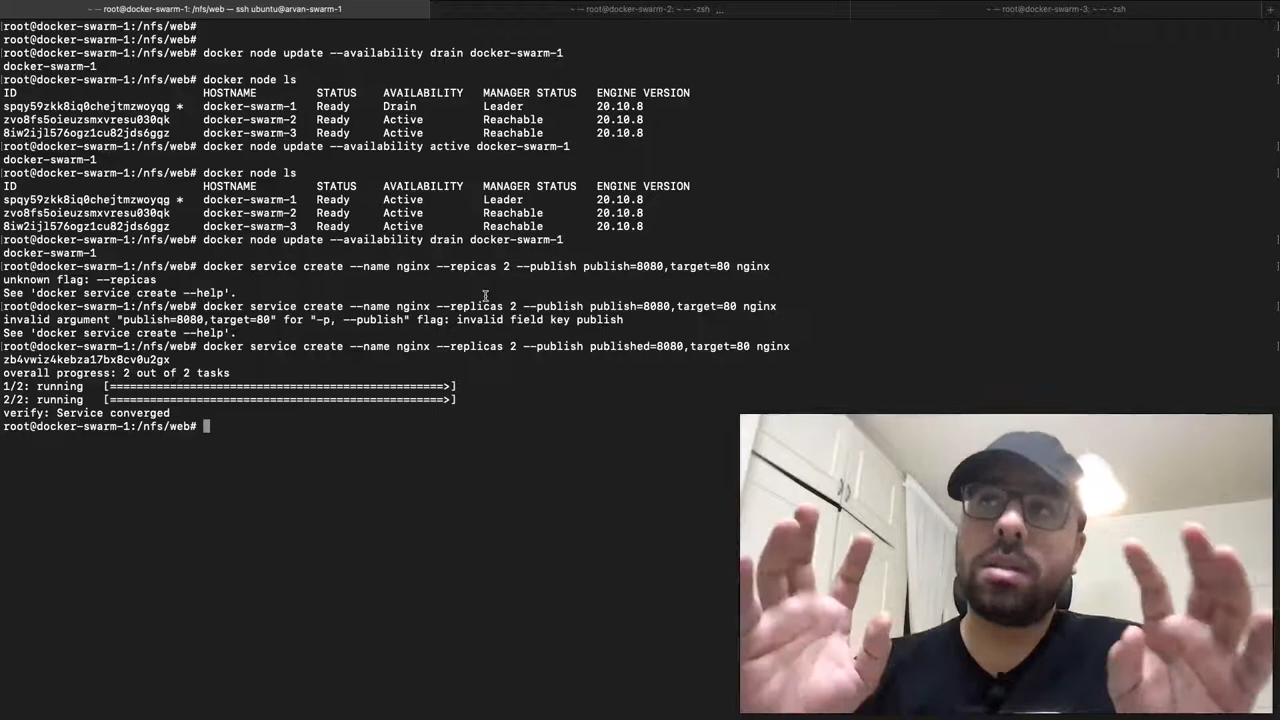 ~ — root@docker-swarm-1: /nfs/web — ssh ubuntu@arvan-swarm-1
~ — root@docker-swarm-2: ~ — -zsh ...
~ — root@docker-swarm-3: ~ — -zsh
root@docker-swarm-1:/nfs/web#
root@docker-swarm-1:/nfs/web#
root@docker-swarm-1:/nfs/web# docker node update --availability drain docker-swarm-1
docker-swarm-1
root@docker-swarm-1:/nfs/web# docker node ls
ID HOSTNAME STATUS AVAILABILITY MANAGER STATUS ENGINE VERSION
spqy59zkk8iq0chejtmzwoyqg * docker-swarm-1 Ready Drain Leader 20.10.8
zvo8fs5oieuzsmxvresu030qk docker-swarm-2 Ready Active Reachable 20.10.8
8iw2ijl576ogz1cu82jds6ggz docker-swarm-3 Ready Active Reachable 20.10.8
root@docker-swarm-1:/nfs/web# docker node update --availability active docker-swarm-1
docker-swarm-1
root@docker-swarm-1:/nfs/web# docker node ls
ID HOSTNAME STATUS AVAILABILITY MANAGER STATUS ENGINE VERSION
spqy59zkk8iq0chejtmzwoyqg * docker-swarm-1 Ready Active Leader 20.10.8
zvo8fs5oieuzsmxvresu030qk docker-swarm-2 Ready Active Reachable 20.10.8
8iw2ijl576ogz1cu82jds6ggz docker-swarm-3 Ready Active Reachable 20.10.8
root@docker-swarm-1:/nfs/web# docker node update --availability drain docker-swarm-1
docker-swarm-1
root@docker-swarm-1:/nfs/web# docker service create --name nginx --repicas 2 --publish publish=8080,target=80 nginx
unknown flag: --repicas
See 'docker service create --help'.
root@docker-swarm-1:/nfs/web# docker service create --name nginx --replicas 2 --publish publish=8080,target=80 nginx
invalid argument "publish=8080,target=80" for "-p, --publish" flag: invalid field key publish
See 'docker service create --help'.
root@docker-swarm-1:/nfs/web# docker service create --name nginx --replicas 2 --publish published=8080,target=80 nginx
zb4vwiz4kebza17bx8cv0u2gx
overall progress: 2 out of 2 tasks
1/2: running [==================================================>]
2/2: running [==================================================>]
verify: Service converged
root@docker-swarm-1:/nfs/web#